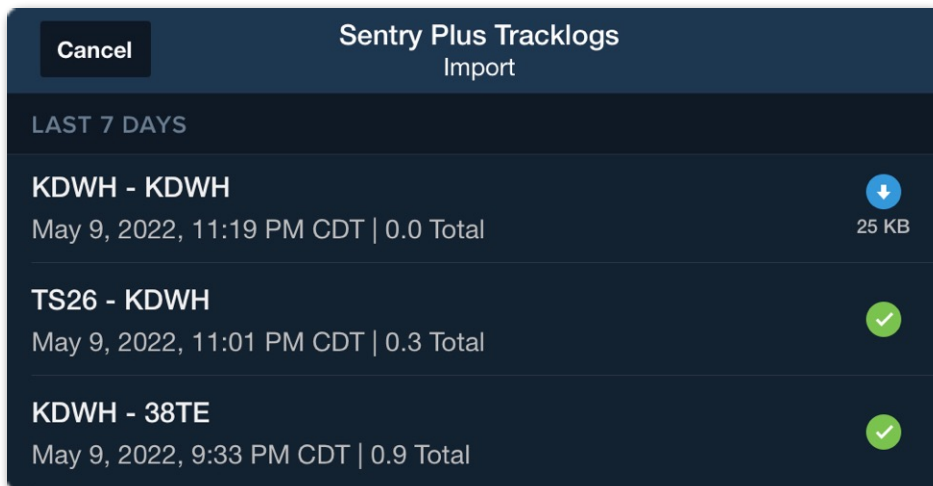 Cancel
Sentry Plus Tracklogs
Import
LAST 7 DAYS
KDWH - KDWH
May 9, 2022, 11:19 PM CDT | 0.0 Total
25 KB
TS26 - KDWH
May 9, 2022, 11:01 PM CDT | 0.3 Total
KDWH - 38TE
May 9, 2022, 9:33 PM CDT | 0.9 Total